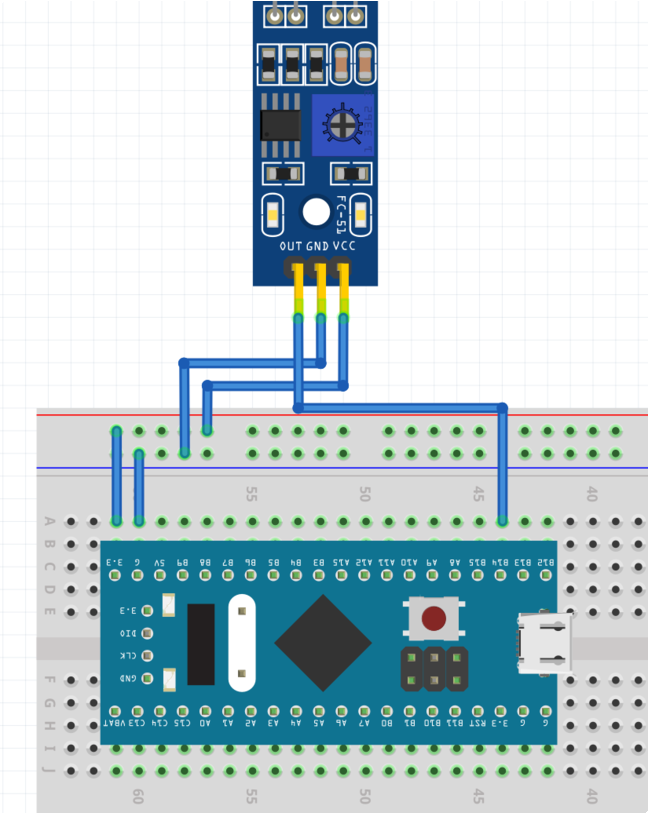 3362
FC-51
OUT GND VCC
55 50 45 40
A
B
C
3.3 G 5V B9 B8 B7 B6 B5 B4 B3 A15 A12 A11 A10 A9 A8 B15 B14 B13 B12
D
E
3.3
DIO
CLK
GND
F
G
VBAT C13 C14 C15 A0 A1 A2 A3 A4 A5 A6 A7 B0 B1 B10 B11 RST 3.3 G G
H
I
J
60 55 50 45 40